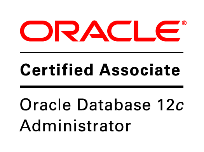 ORACLE®
Certified Associate
Oracle Database 12c
Administrator